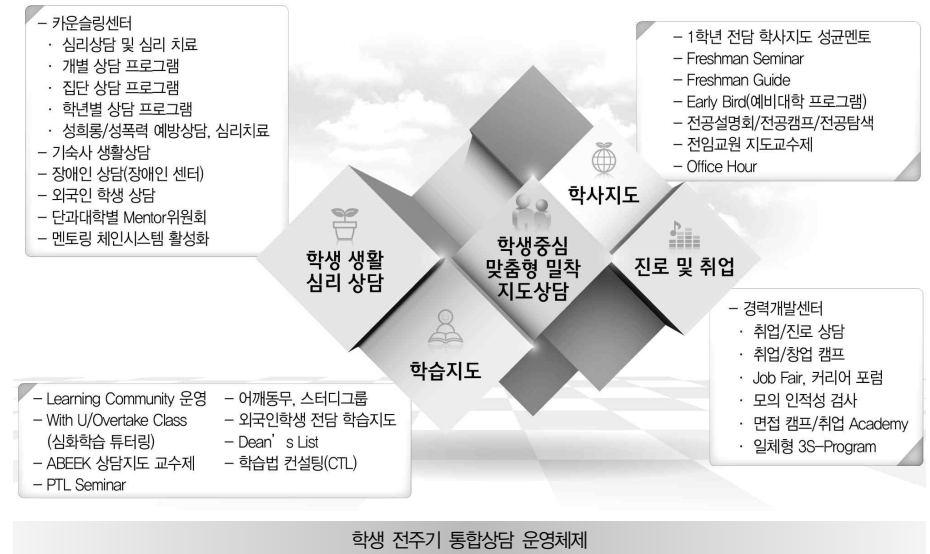 – 카운슬링센터
· 심리상담 및 심리 치료
· 개별 상담 프로그램
· 집단 상담 프로그램
· 학년별 상담 프로그램
· 성희롱/성폭력 예방상담, 심리치료
– 기숙사 생활상담
– 장애인 상담(장애인 센터)
– 외국인 학생 상담
– 단과대학별 Mentor위원회
– 멘토링 체인시스템 활성화
– 1학년 전담 학사지도 성균멘토
– Freshman Seminar
– Freshman Guide
– Early Bird(예비대학 프로그램)
– 전공설명회/전공캠프/전공탐색
– 전임교원 지도교수제
– Office Hour
학사지도
학생 생활
심리 상담
학생중심
맞춤형 밀착
지도상담
진로 및 취업
학습지도
– 경력개발센터
· 취업/진로 상담
· 취업/창업 캠프
· Job Fair, 커리어 포럼
· 모의 인적성 검사
· 면접 캠프/취업 Academy
· 일체형 3S–Program
– Learning Community 운영
– With U/Overtake Class
(심화학습 튜터링)
– ABEEK 상담지도 교수제
– PTL Seminar
– 어깨동무, 스터디그룹
– 외국인학생 전담 학습지도
– Dean’s List
– 학습법 컨설팅(CTL)
학생 전주기 통합상담 운영체제